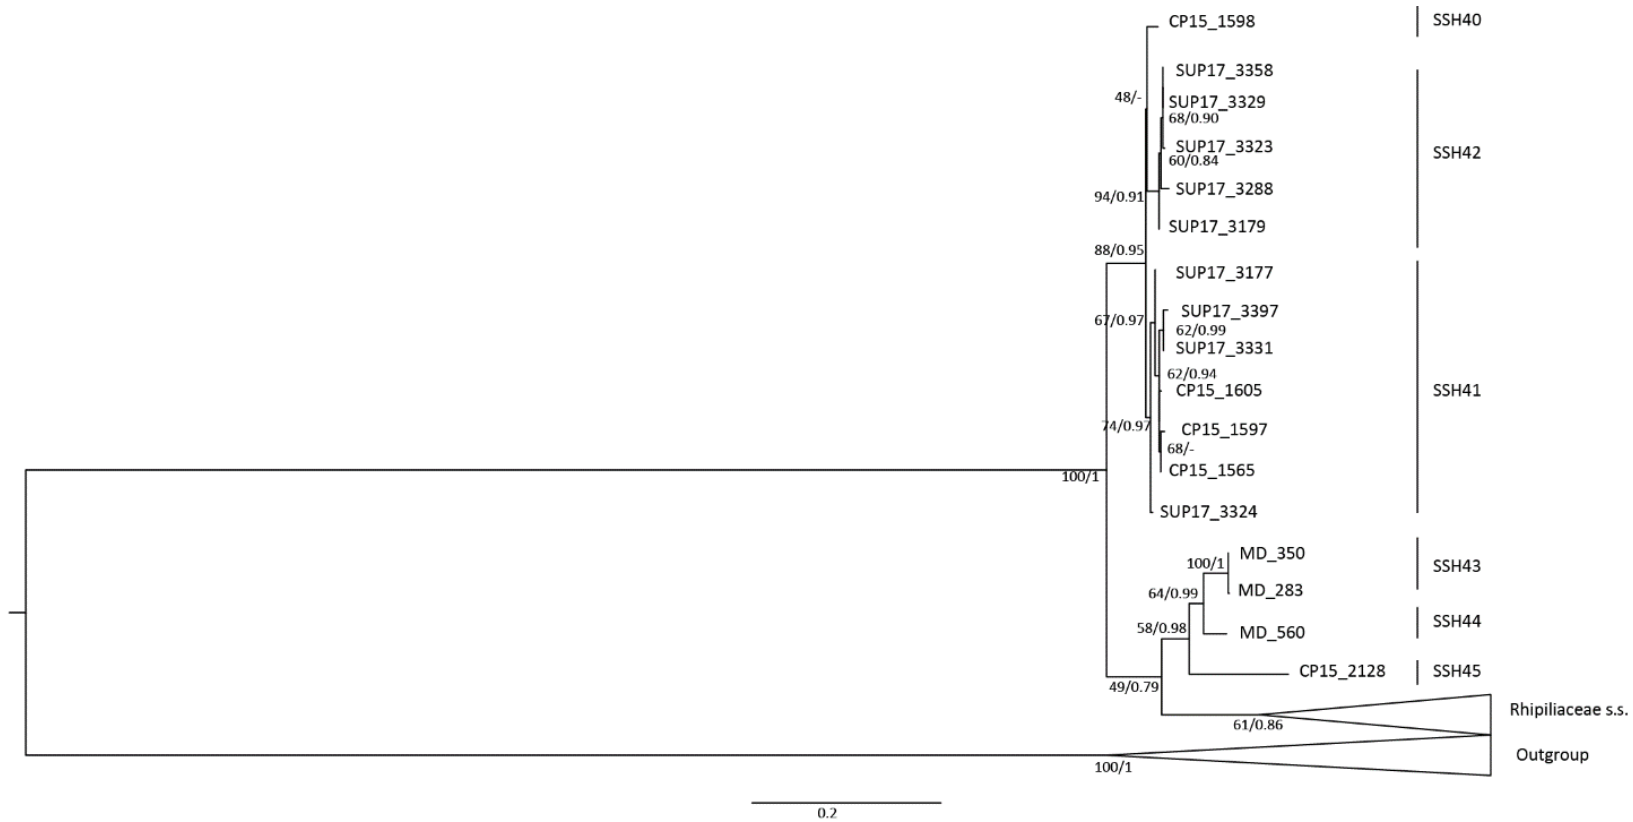 CP15_1598
SSH40
SUP17_3358
48/-
SUP17_3329
68/0.90
SUP17_3323
SSH42
60/0.84
SUP17_3288
94/0.91
SUP17_3179
88/0.95
SUP17_3177
SUP17_3397
67/0.97
62/0.99
SUP17_3331
62/0.94
CP15_1605
SSH41
74/0.97
CP15_1597
68/-
CP15_1565
100/1
SUP17_3324
MD_350
100/1
SSH43
MD_283
64/0.99
SSH44
58/0.98
MD_560
CP15_2128
SSH45
49/0.79
Rhipiliaceae s.s.
61/0.86
Outgroup
100/1
0.2